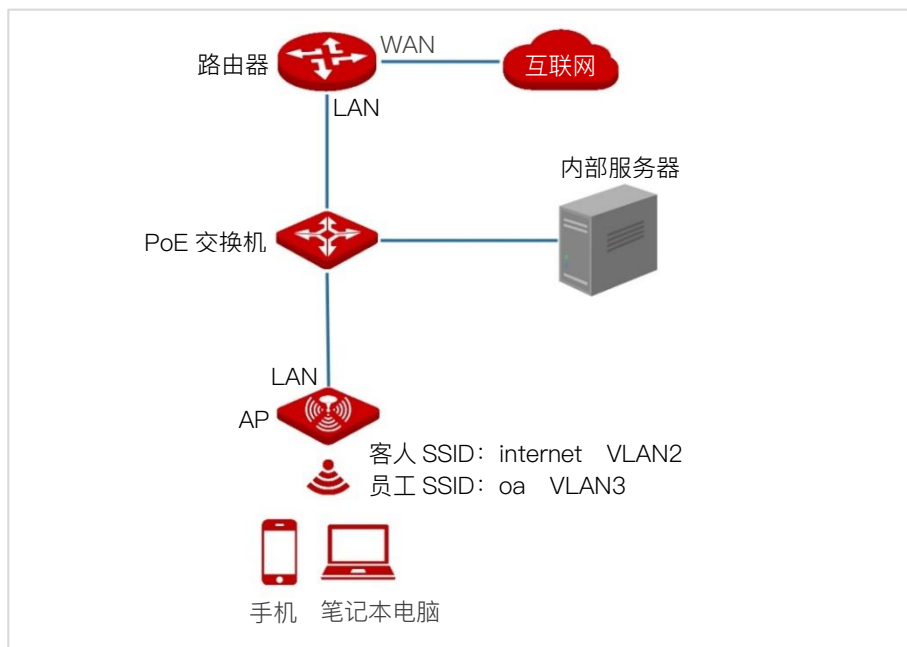 路由器
WAN
互联网
LAN
内部服务器
PoE 交换机
LAN
AP
客人 SSID：internet VLAN2
员工 SSID：oa VLAN3
手机
笔记本电脑